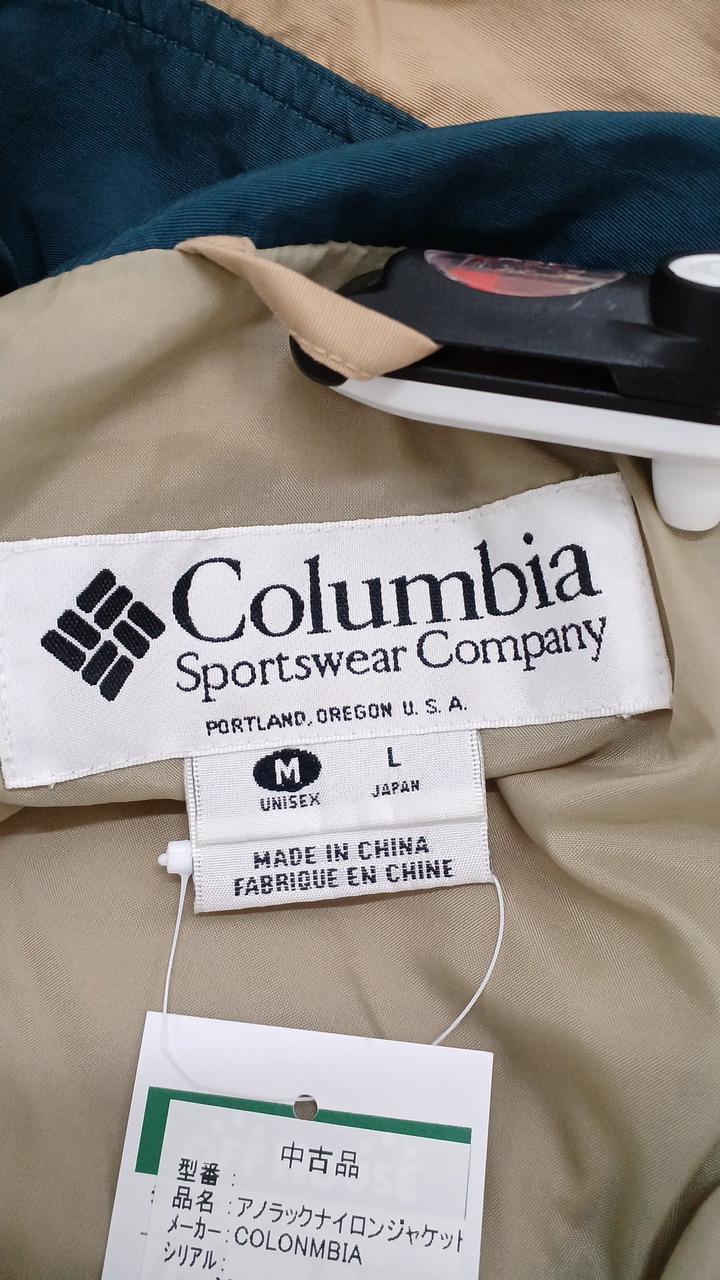 Columbia
Sportswear Company
PORTLAND, OREGON U. S. A.
M L
UNISEX JAPAN
MADE IN CHINA
FABRIQUE EN CHINE
中古品
型番 :
品名 : アノラックナイロンジャケット
メーカー : COLONMBIA
シリアル :